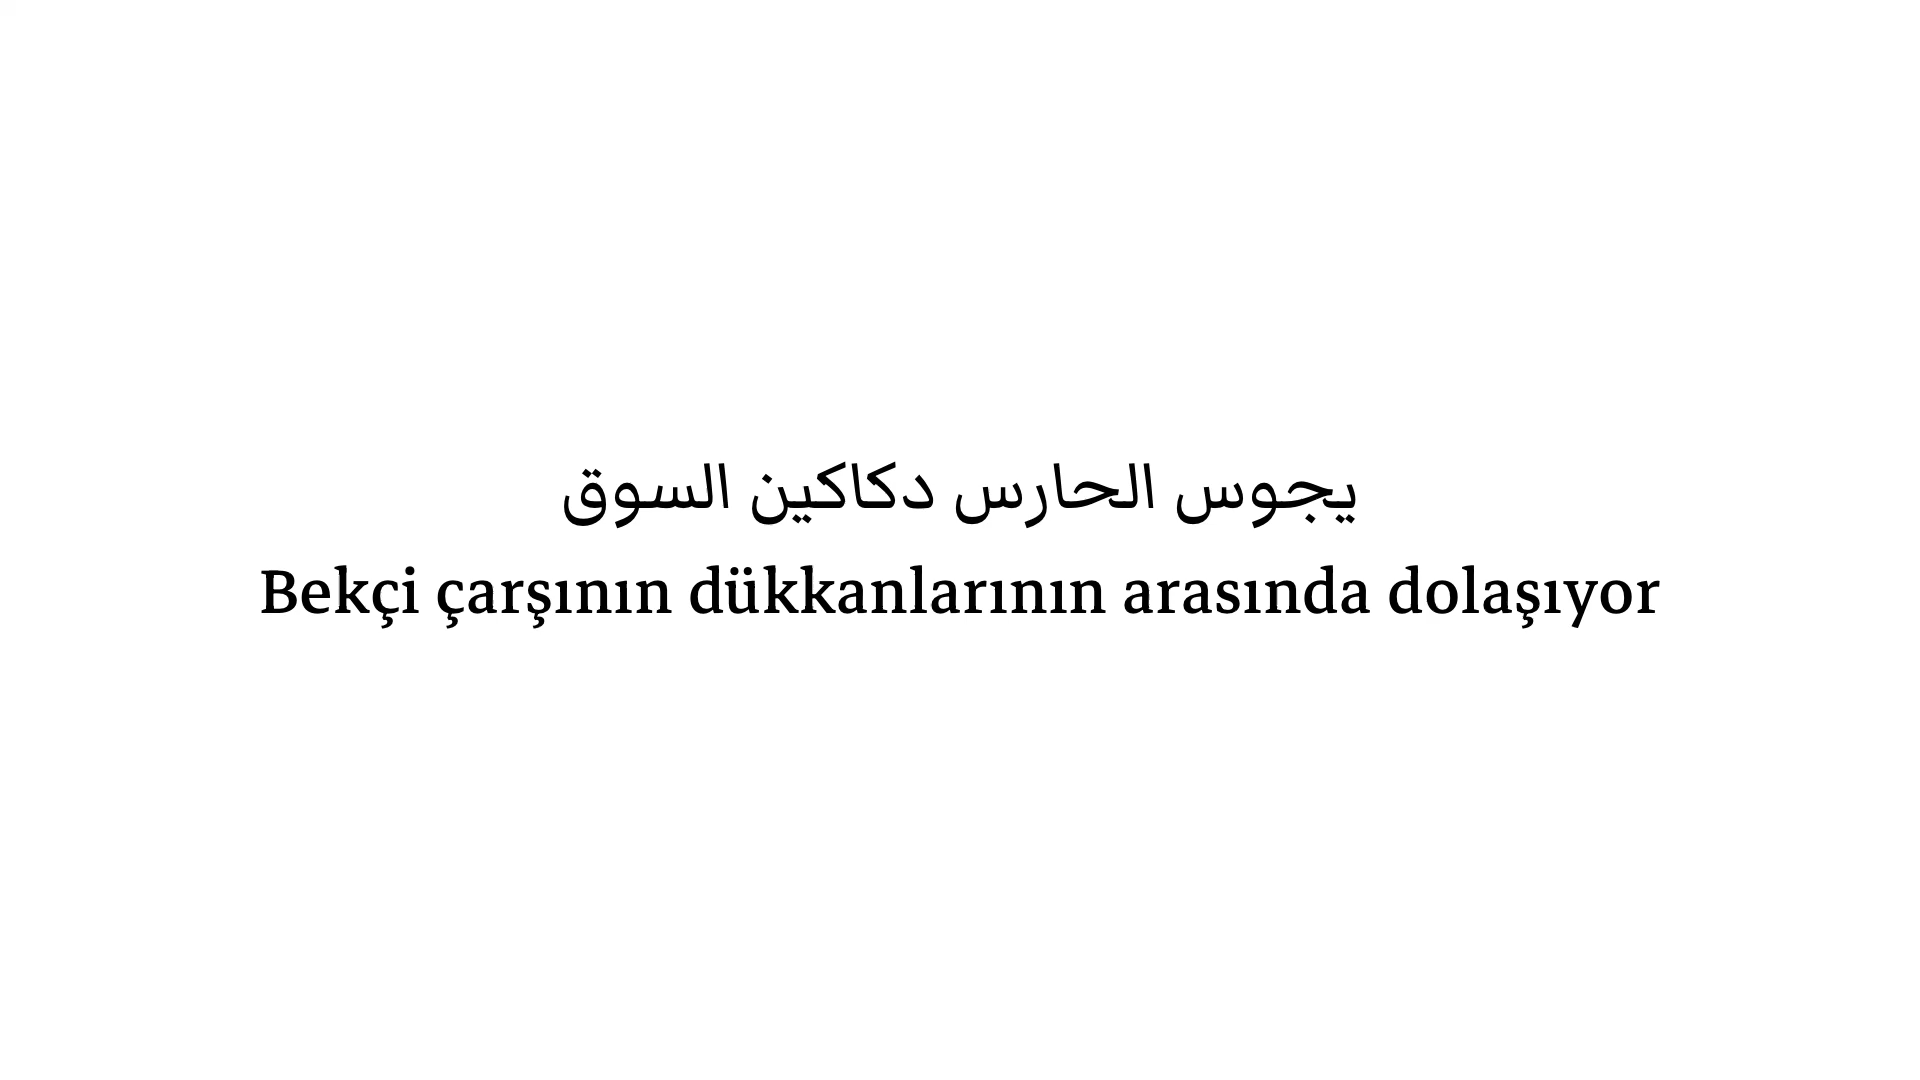 يجوس الحارس دكاكين السوق
Bekçi çarşının dükkanlarının arasında dolaşıyor